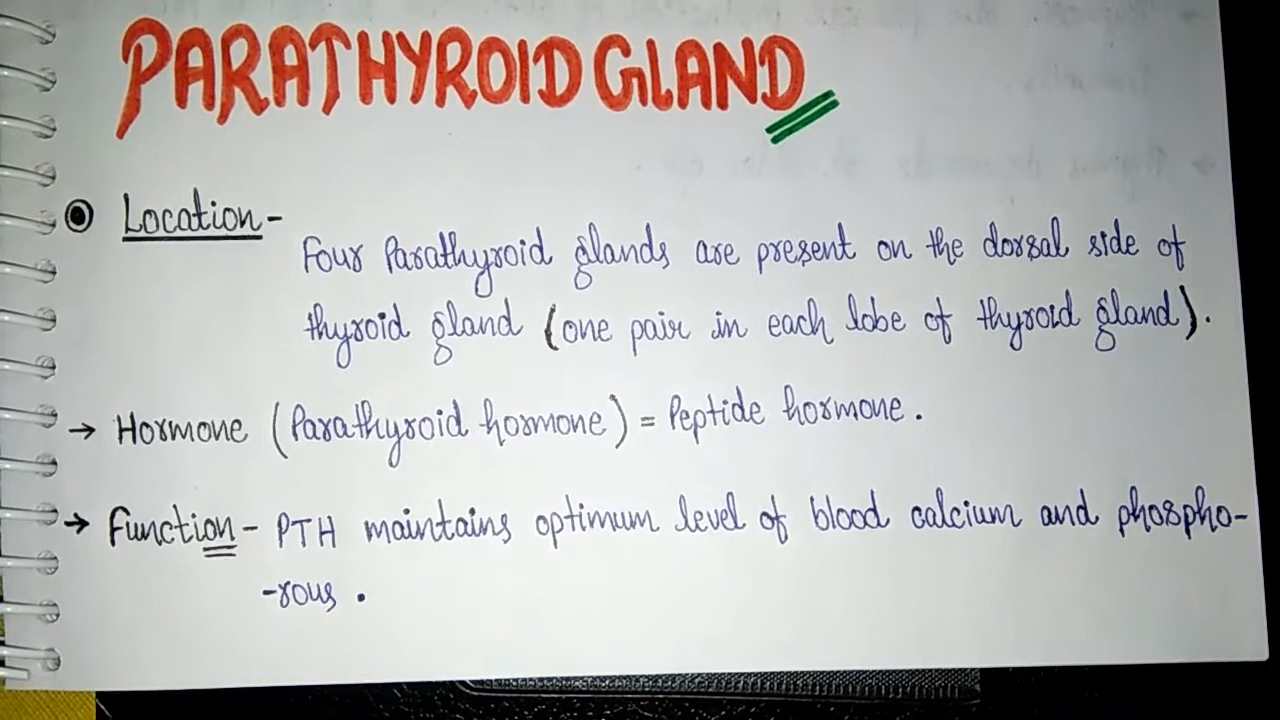 PARATHYROID GLAND
Location-
Four Parathyroid glands are present on the dorsal side of
thyroid gland (one pair in each lobe of thyroid gland).
→ Hormone (Parathyroid hormone) = Peptide hormone.
→ Function- PTH maintains optimum level of blood calcium and phospho-
-rous.